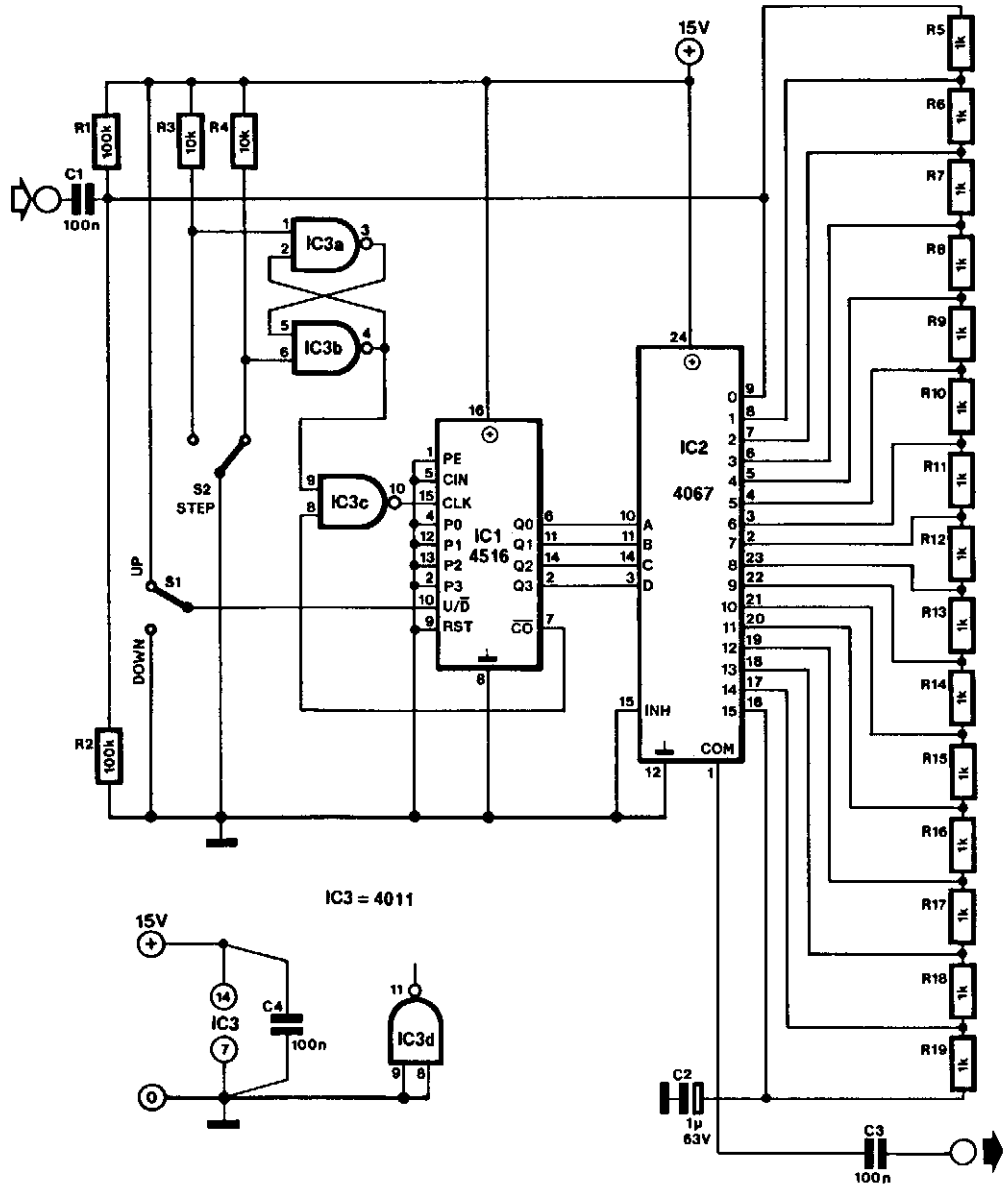 15V
R1
100k
R3
10k
R4
10k
C1
100n
1
2
IC3a
3
5
6
IC3b
4
S2
STEP
9
8
IC3c
10
UP
S1
DOWN
R2
100k
16
1 PE
5 CIN
15 CLK
4 P0
12 P1
13 P2
2 P3
10 U/D̅
9 RST
IC1
4516
Q0 6
Q1 11
Q2 14
Q3 2
C̅O̅ 7
8
24
IC2
4067
10 A
11 B
14 C
3 D
15 INH
12
COM
1
0 9
1 8
2 7
3 6
4 5
5 4
6 3
7 2
8 23
9 22
10 21
11 20
12 19
13 18
14 17
15 16
R5
1k
R6
1k
R7
1k
R8
1k
R9
1k
R10
1k
R11
1k
R12
1k
R13
1k
R14
1k
R15
1k
R16
1k
R17
1k
R18
1k
R19
1k
IC3 = 4011
15V
14
IC3
7
C4
100n
0
11
IC3d
9 8
C2
1µ
63V
C3
100n